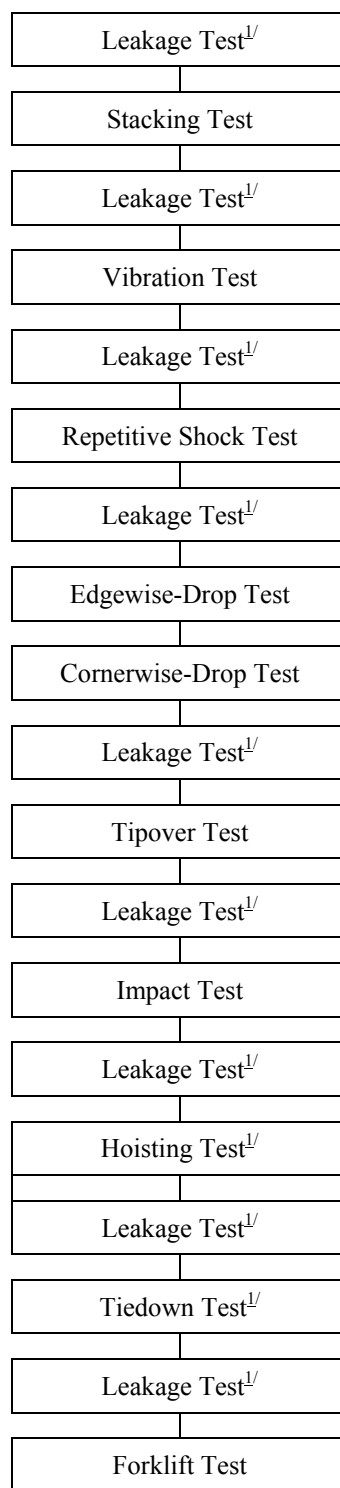 Leakage Test1/
Stacking Test
Leakage Test1/
Vibration Test
Leakage Test1/
Repetitive Shock Test
Leakage Test1/
Edgewise-Drop Test
Cornerwise-Drop Test
Leakage Test1/
Tipover Test
Leakage Test1/
Impact Test
Leakage Test1/
Hoisting Test1/
Leakage Test1/
Tiedown Test1/
Leakage Test1/
Forklift Test